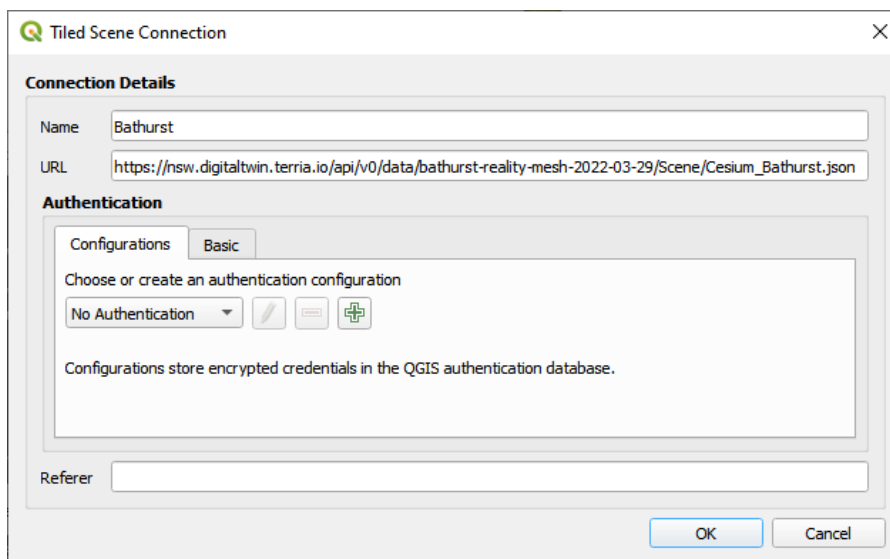 Tiled Scene Connection
Connection Details
Name Bathurst
URL https://nsw.digitaltwin.terria.io/api/v0/data/bathurst-reality-mesh-2022-03-29/Scene/Cesium_Bathurst.json
Authentication
Configurations Basic
Choose or create an authentication configuration
No Authentication
Configurations store encrypted credentials in the QGIS authentication database.
Referer
OK Cancel